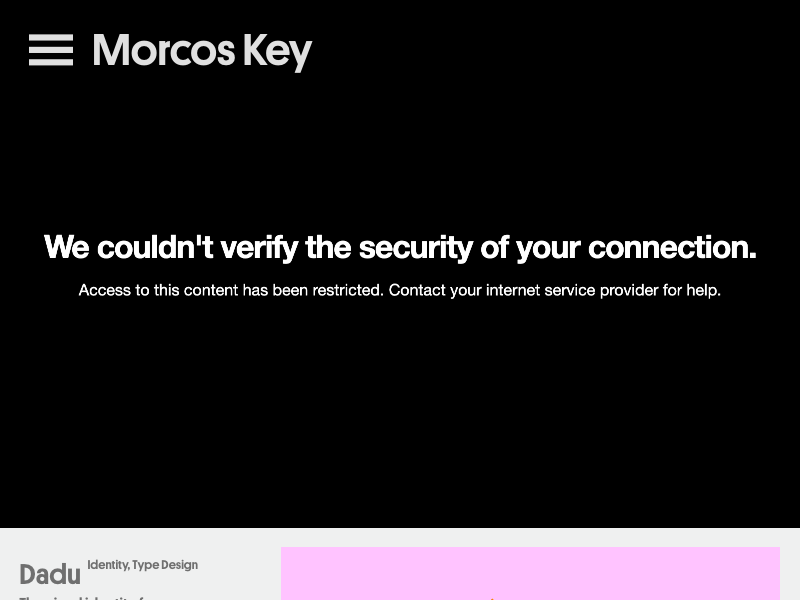 Morcos Key
We couldn't verify the security of your connection.
Access to this content has been restricted. Contact your internet service provider for help.
Dadu Identity, Type Design